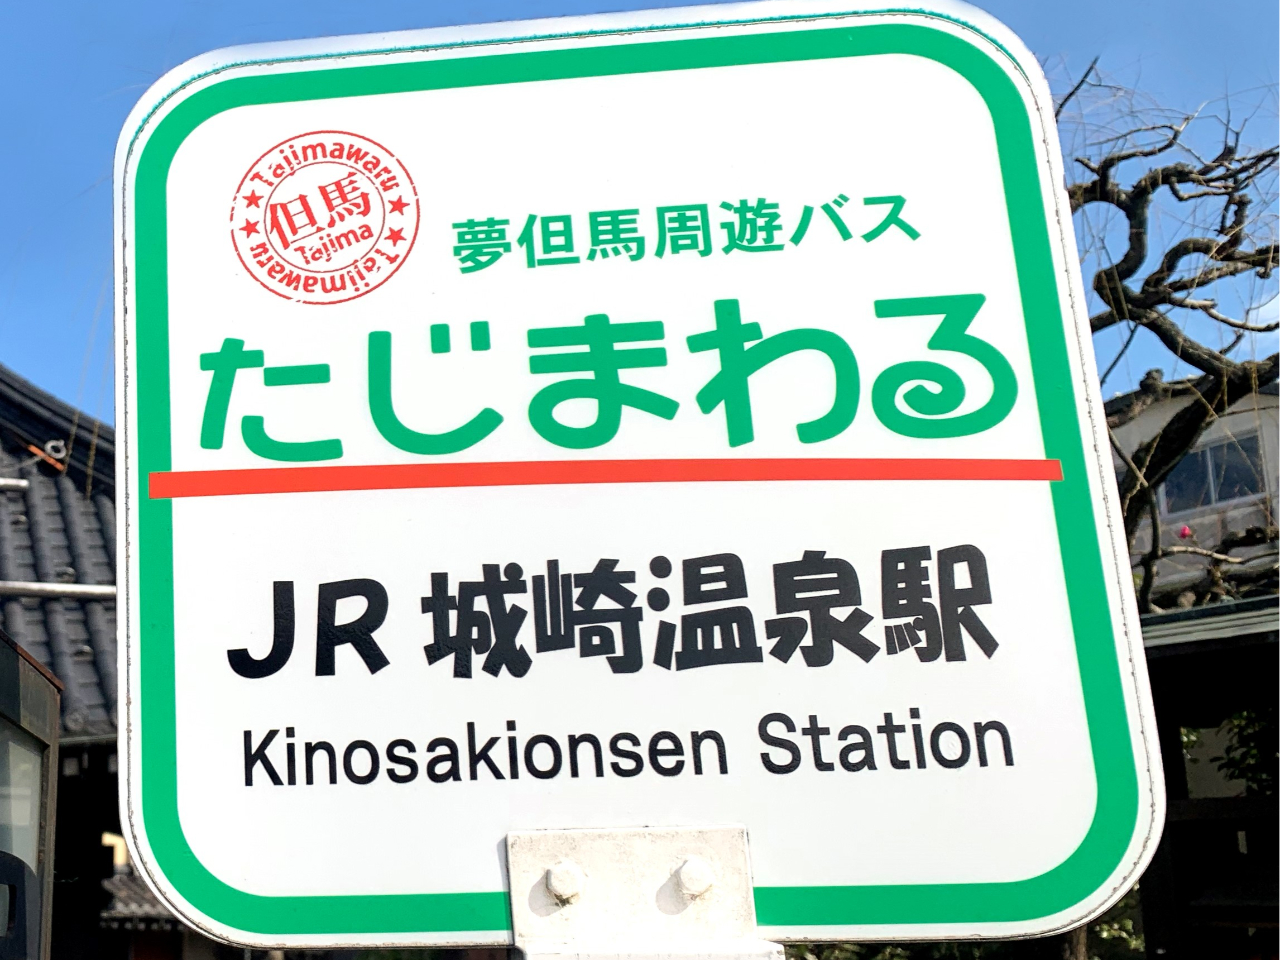 Tajimawaru
但馬
Tajima
Tajimawaru
夢但馬周遊バス
たじまわる
JR 城崎温泉駅
Kinosakionsen Station